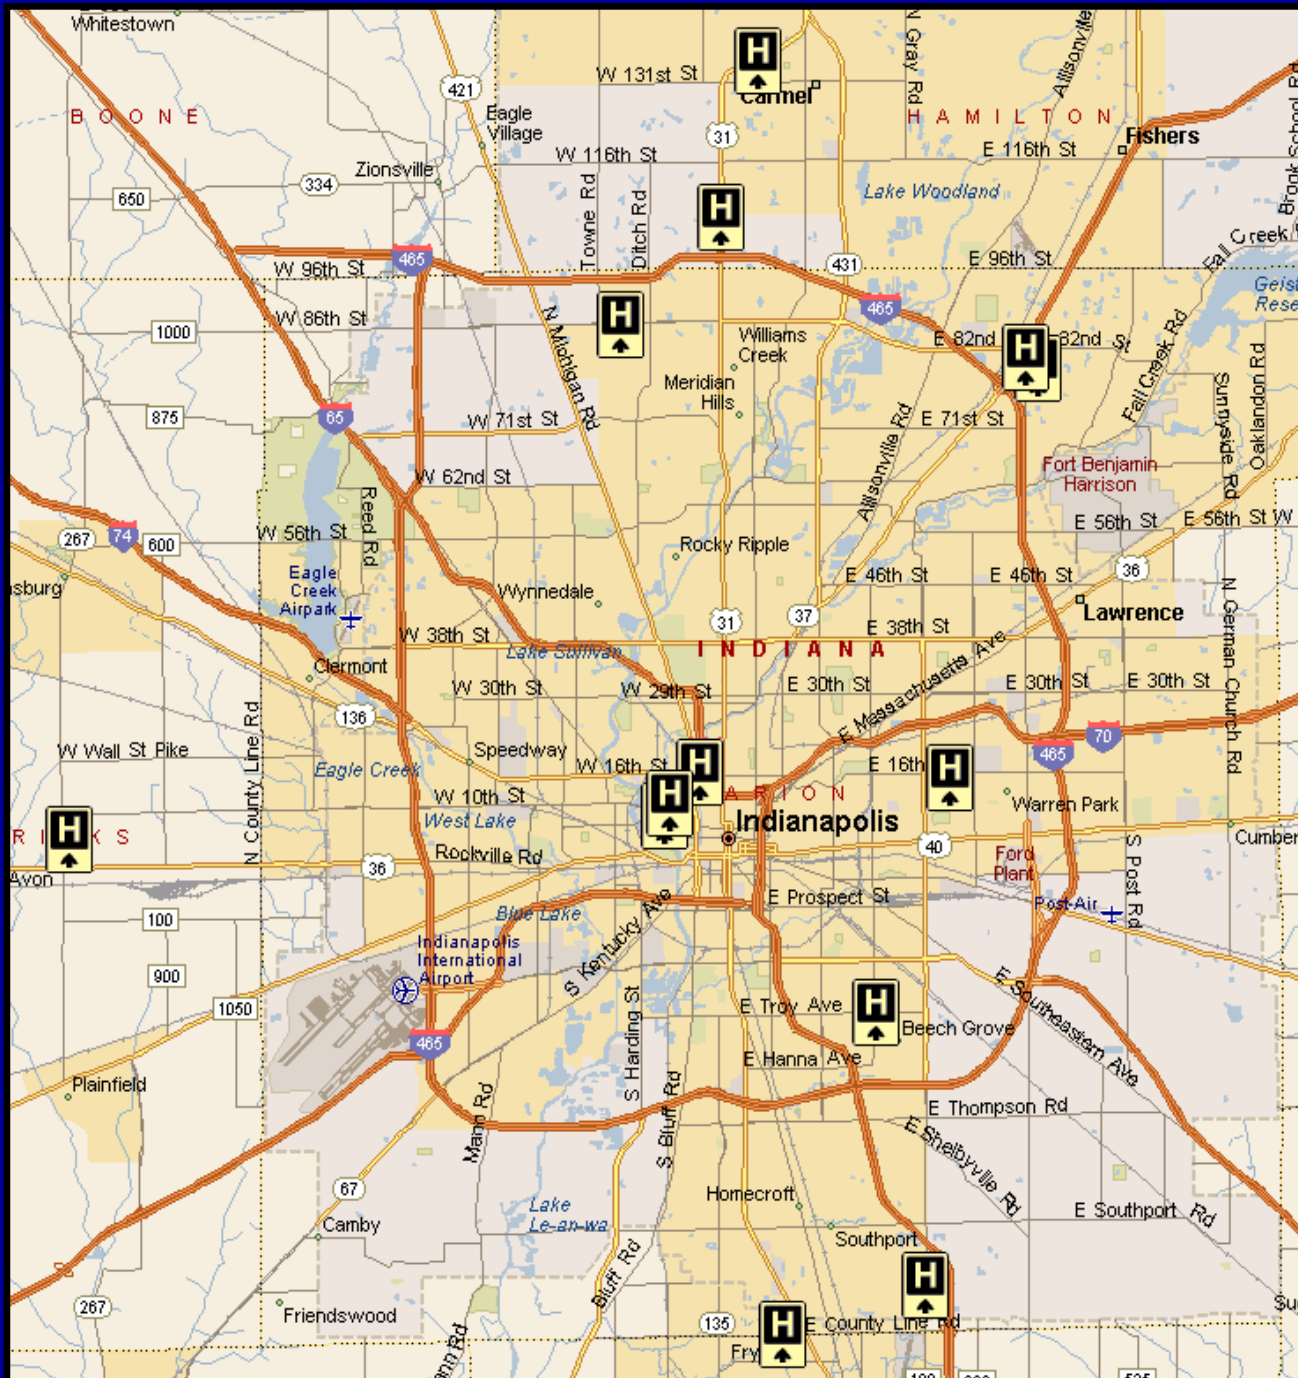 Whitestown
H
W 131st St
N Gray Rd
Allisonville
Carmel
421
BOONE
Eagle
Village
31
HAMILTON
Fishers
W 116th St
E 116th St
Zionsville
334
650
Towne Rd
Ditch Rd
Lake Woodland
H
Fall Creek
465
W 96th St
431
E 96th St
Geist
Rese
W 86th St
1000
N Michigan Rd
H
465
Williams
Creek
E 82nd
82nd St
H
Fall Creek Rd
Sunnyside Rd
Oaklandon Rd
Meridian
Hills
875
65
W 71st St
E 71st St
Allisonville Rd
W 62nd St
Fort Benjamin
Harrison
Reed Rd
74
267
600
W 56th St
E 56th St
E 56th St
W
Rocky Ripple
36
nsburg
Eagle
Creek
Airpark
Wynnedale
E 46th St
E 46th St
N German Church Rd
31
37
Lawrence
W 38th St
E 38th St
Lake Sullivan
INDIANA
Clermont
W 30th St
W 29th St
E 30th St
E Massachusetts Ave
E 30th St
E 30th St
136
N County Line Rd
W Wall St Pike
Speedway
70
465
Eagle Creek
W 16th St
H
E 16th
H
W 10th St
H
ARION
Warren Park
H
West Lake
Indianapolis
RICKS
Rockville Rd
40
Cumber
S Post Rd
36
Ford
Plant
Avon
E Prospect St
Post-Air
100
Blue Lake
S Kentucky Ave
Indianapolis
International
Airport
900
1050
S Harding St
E Troy Ave
H
Beech Grove
E Southeastern Ave
465
E Hanna Ave
Plainfield
Mann Rd
S Bluff Rd
E Thompson Rd
E Shelbyville Rd
67
Homecroft
Lake
Le-an-wa
E Southport Rd
Camby
Southport
Bluff Rd
H
267
Friendswood
135
H
E County Line Rd
Fry
ann Rd